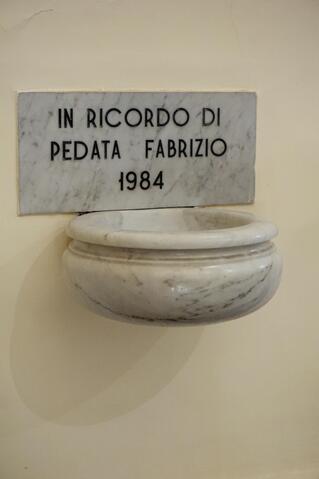 IN RICORDO DI
PEDATA FABRIZIO
1984